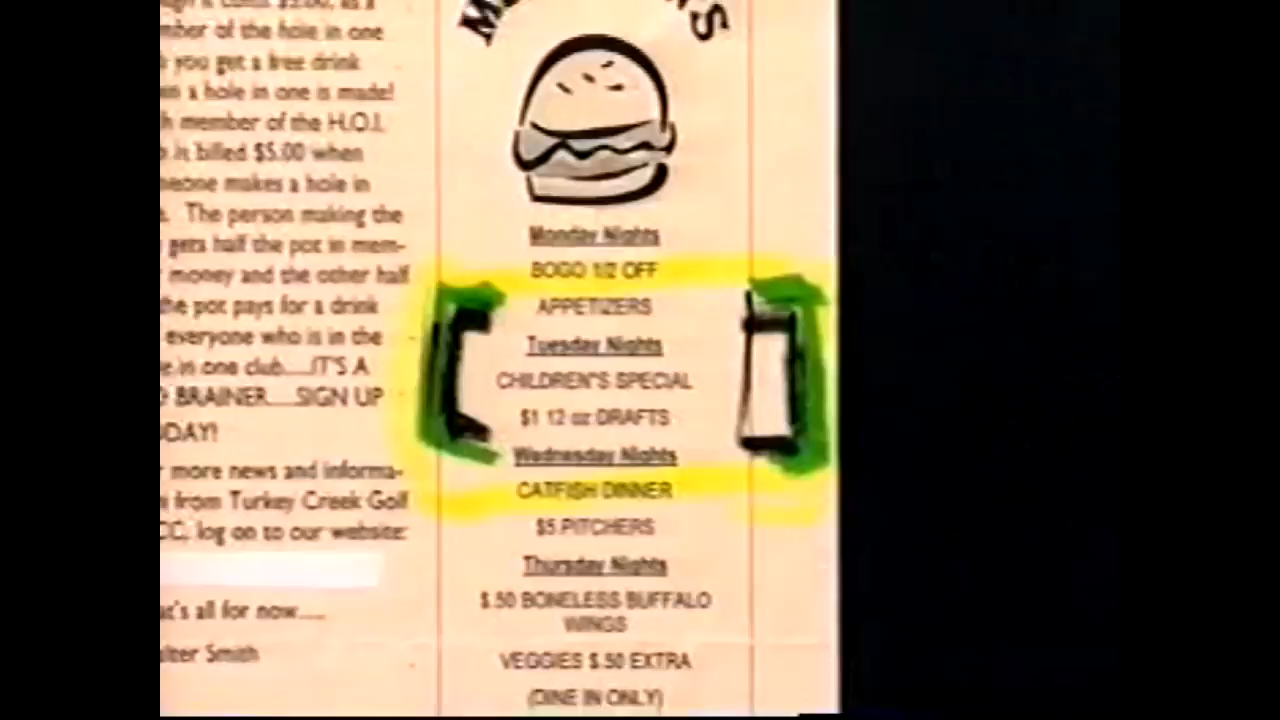 of the hole in one
you get a free drink
a hole in one is made!
member of the H.O.I.
is billed $5.00 when
makes a hole in
The person making the
gets half the pot in mem-
money and the other half
the pot pays for a drink
everyone who is in the
in one club.....IT'S A
BRAINER....SIGN UP
more news and informa-
from Turkey Creek Golf
log on to our website:
all for now.....
Smith
Monday Nights
BOGO 1/2 OFF
APPETIZERS
Tuesday Nights
CHILDREN"S SPECIAL
$1 12 oz DRAFTS
Wednesday Nights
CATFISH DINNER
$5 PITCHERS
Thursday Nights
$.50 BONELESS BUFFALO
WINGS
VEGGIES $.50 EXTRA
(DINE IN ONLY)